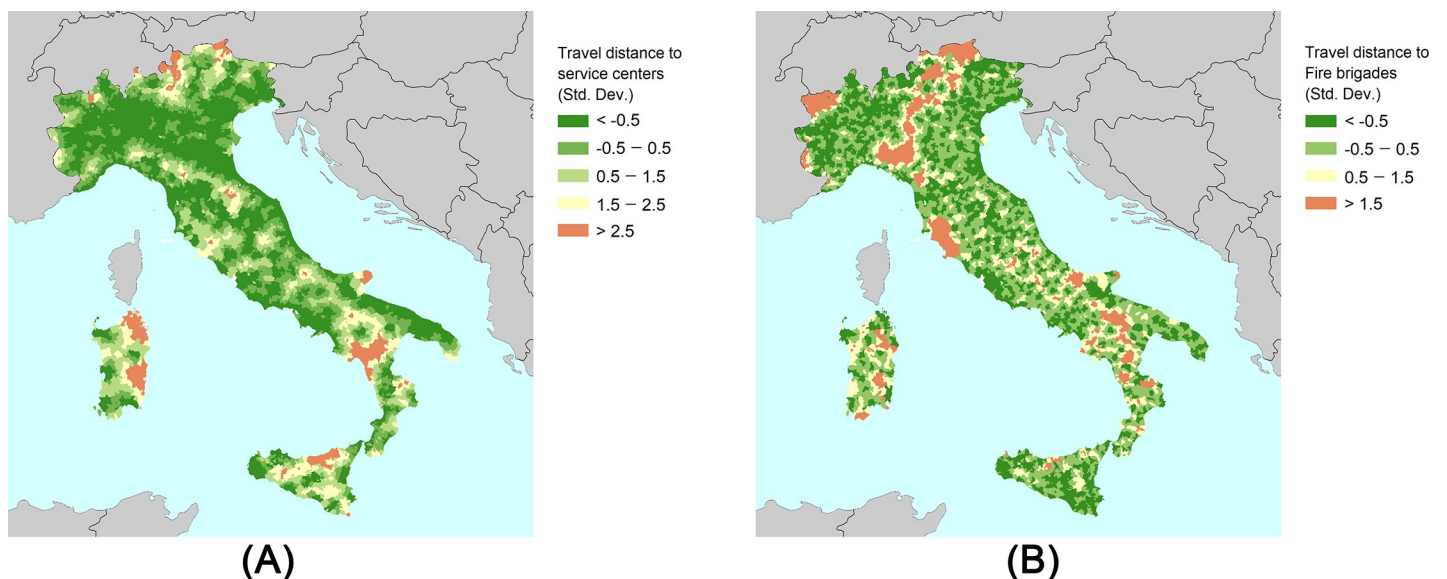 Travel distance to
service centers
(Std. Dev.)
< -0.5
-0.5 – 0.5
0.5 – 1.5
1.5 – 2.5
> 2.5
(A)
Travel distance to
Fire brigades
(Std. Dev.)
< -0.5
-0.5 – 0.5
0.5 – 1.5
> 1.5
(B)